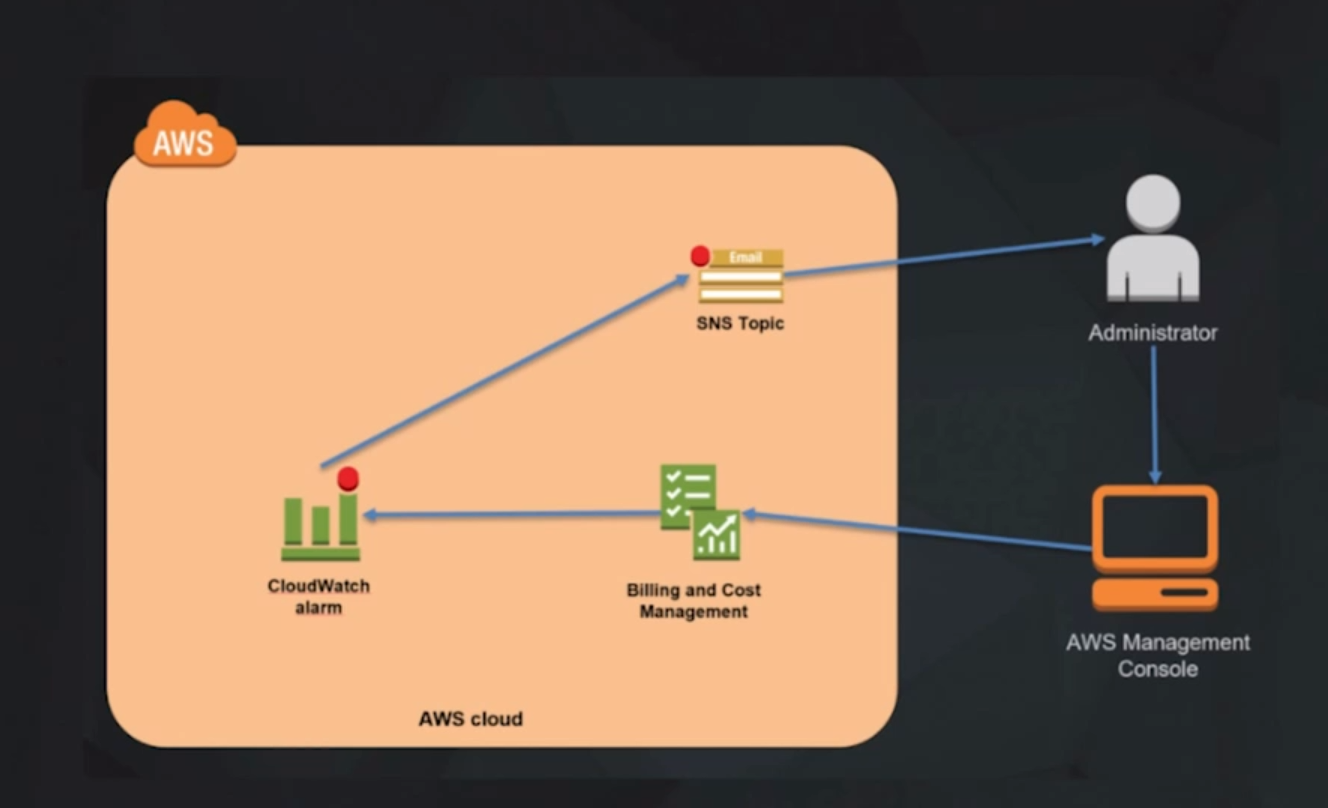 AWS
Email
SNS Topic
Administrator
CloudWatch
alarm
Billing and Cost
Management
AWS Management
Console
AWS cloud